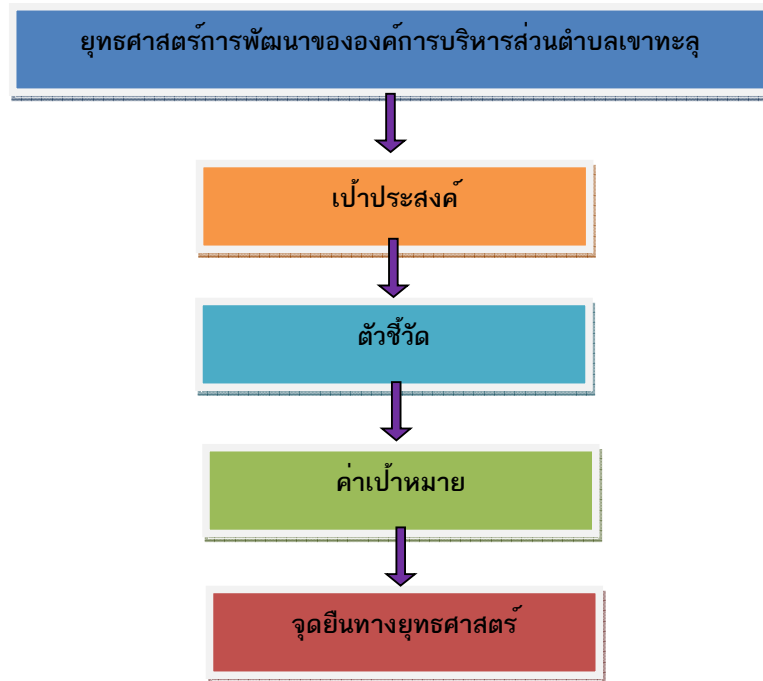 ยุทธศาสตร์การพัฒนาขององค์การบริหารส่วนตำบลเขาทะลุ
เป้าประสงค์
ตัวชี้วัด
ค่าเป้าหมาย
จุดยืนทางยุทธศาสตร์